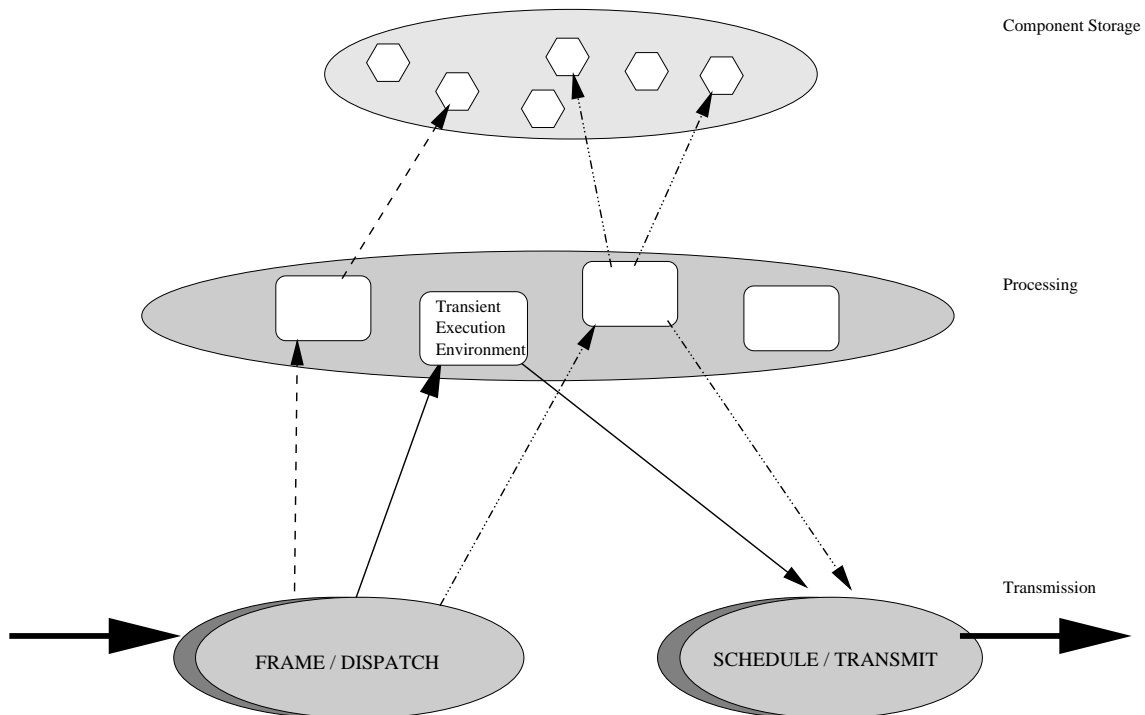 Component Storage
Processing
Transient
Execution
Environment
Transmission
FRAME / DISPATCH
SCHEDULE / TRANSMIT